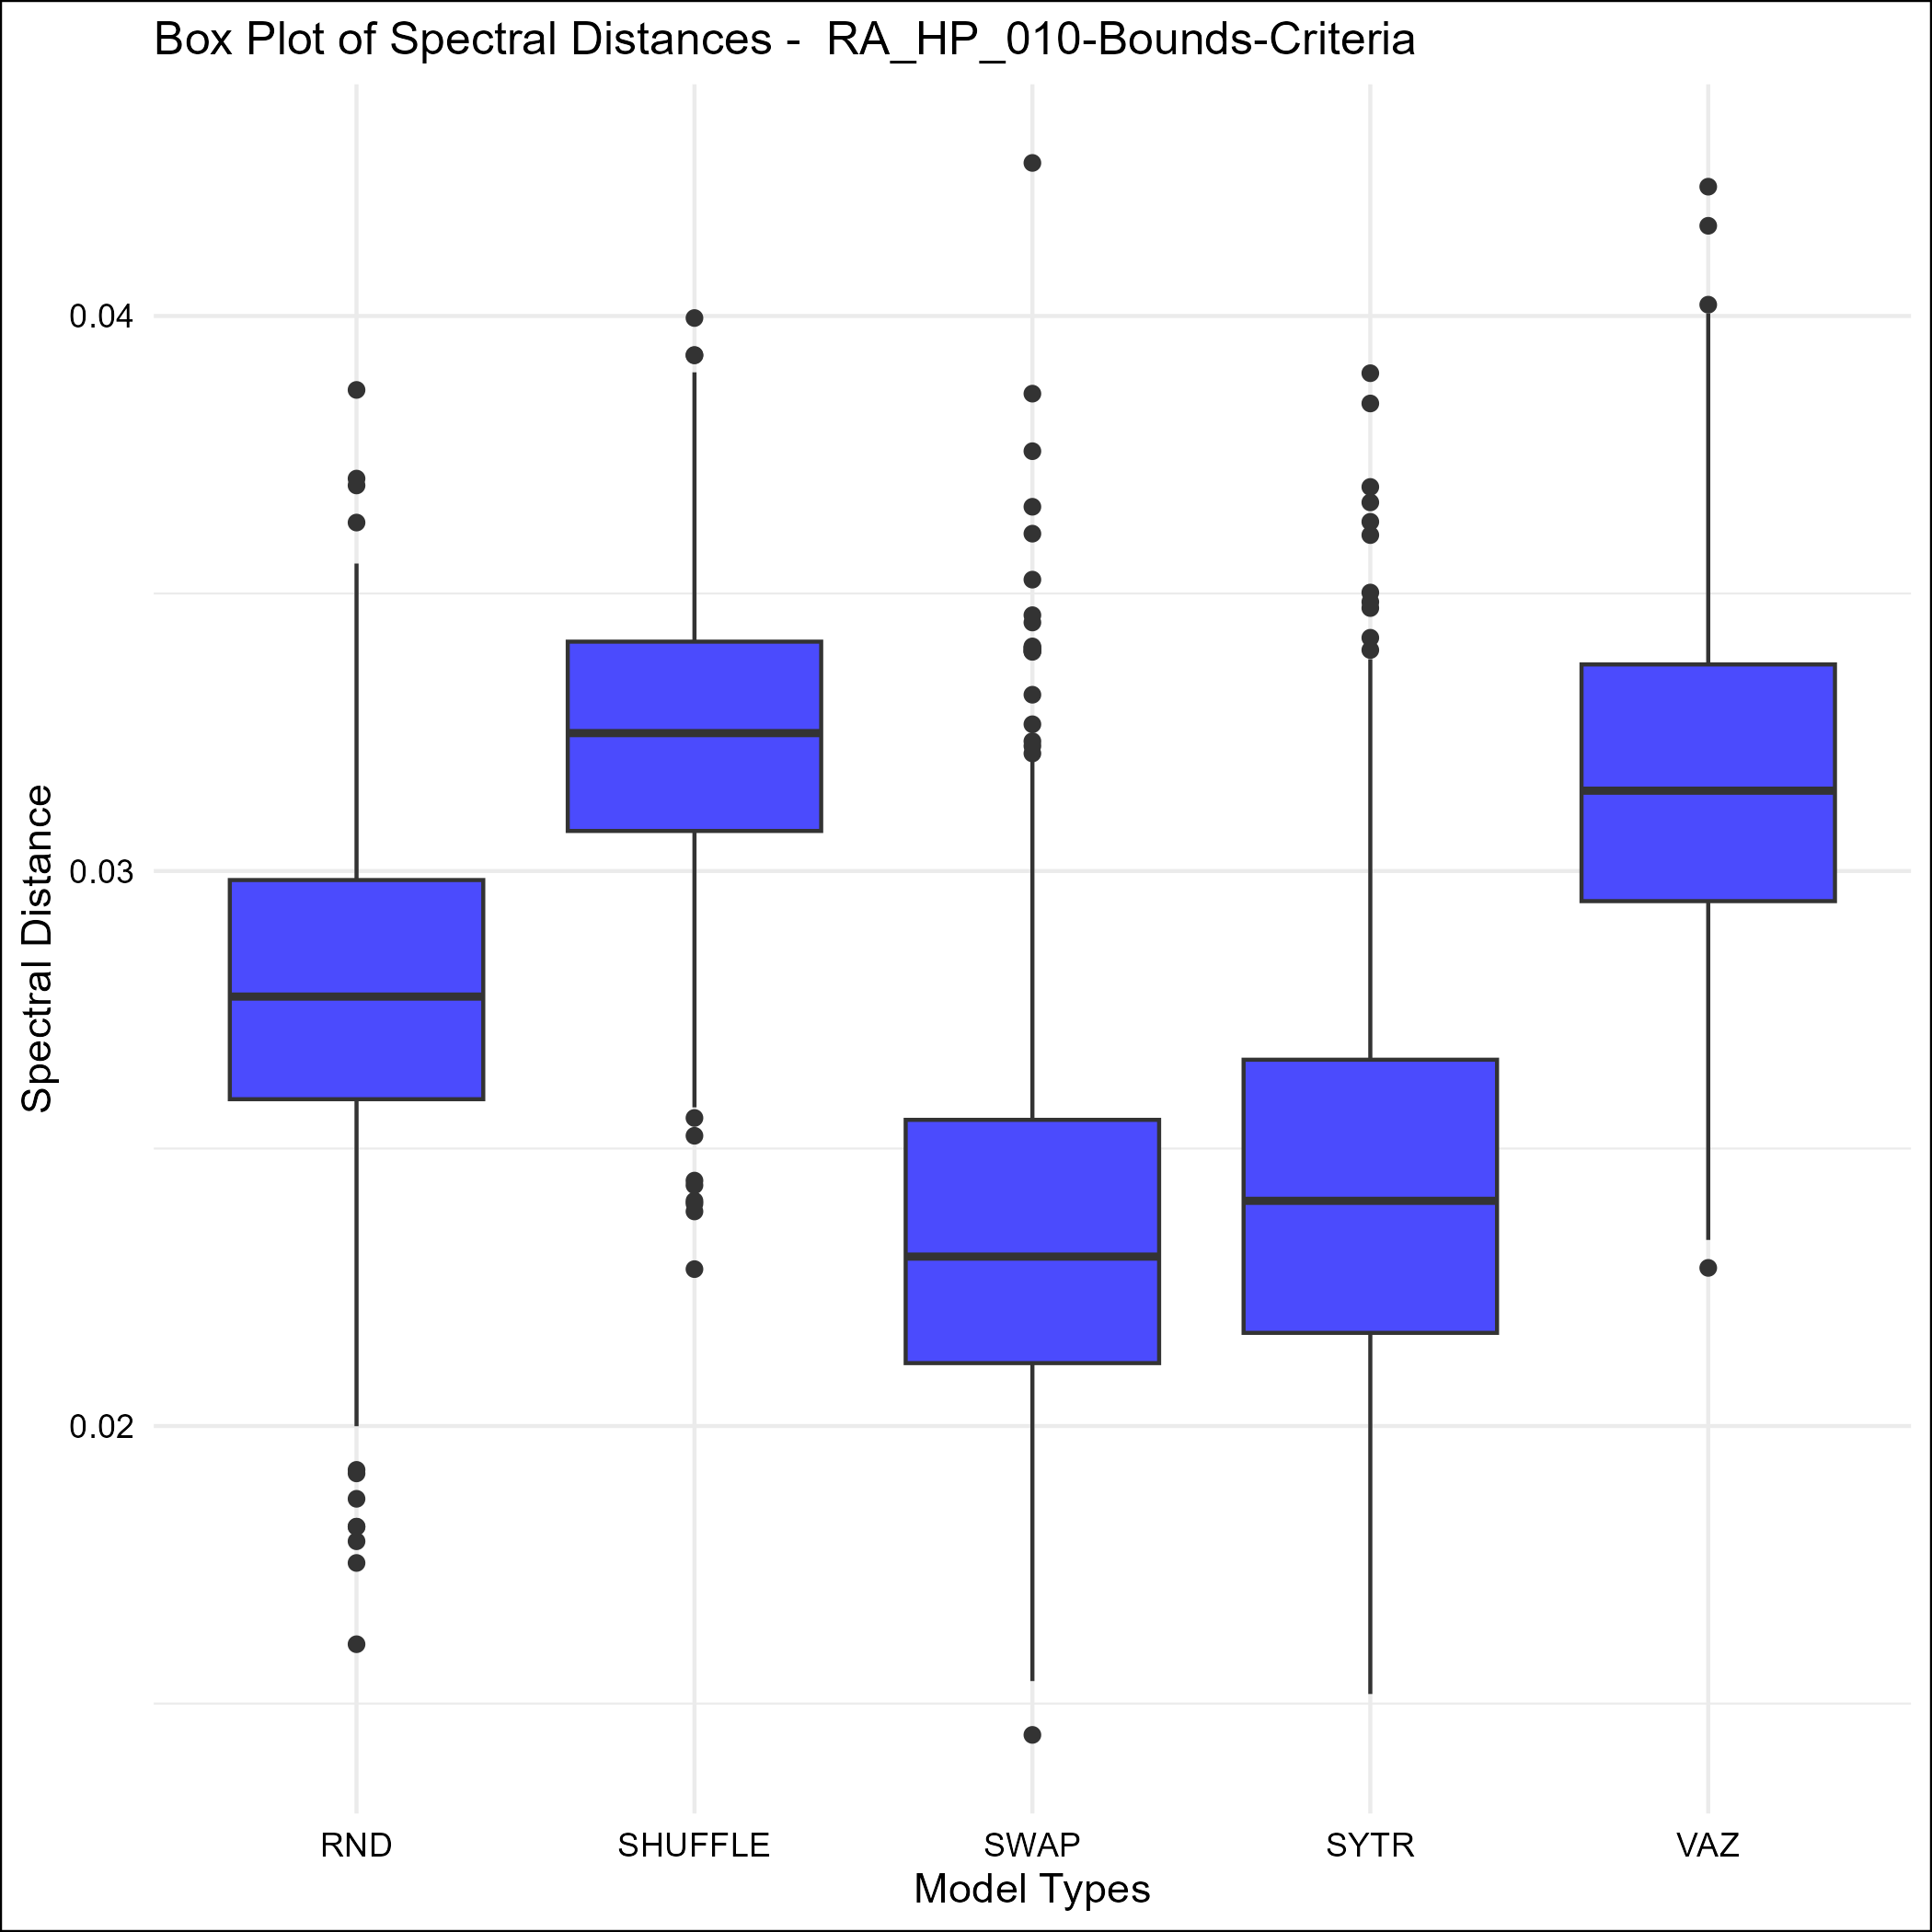 Box Plot of Spectral Distances -  RA_HP_010-Bounds-Criteria
Spectral Distance
0.04
0.03
0.02
RND SHUFFLE SWAP SYTR VAZ
Model Types